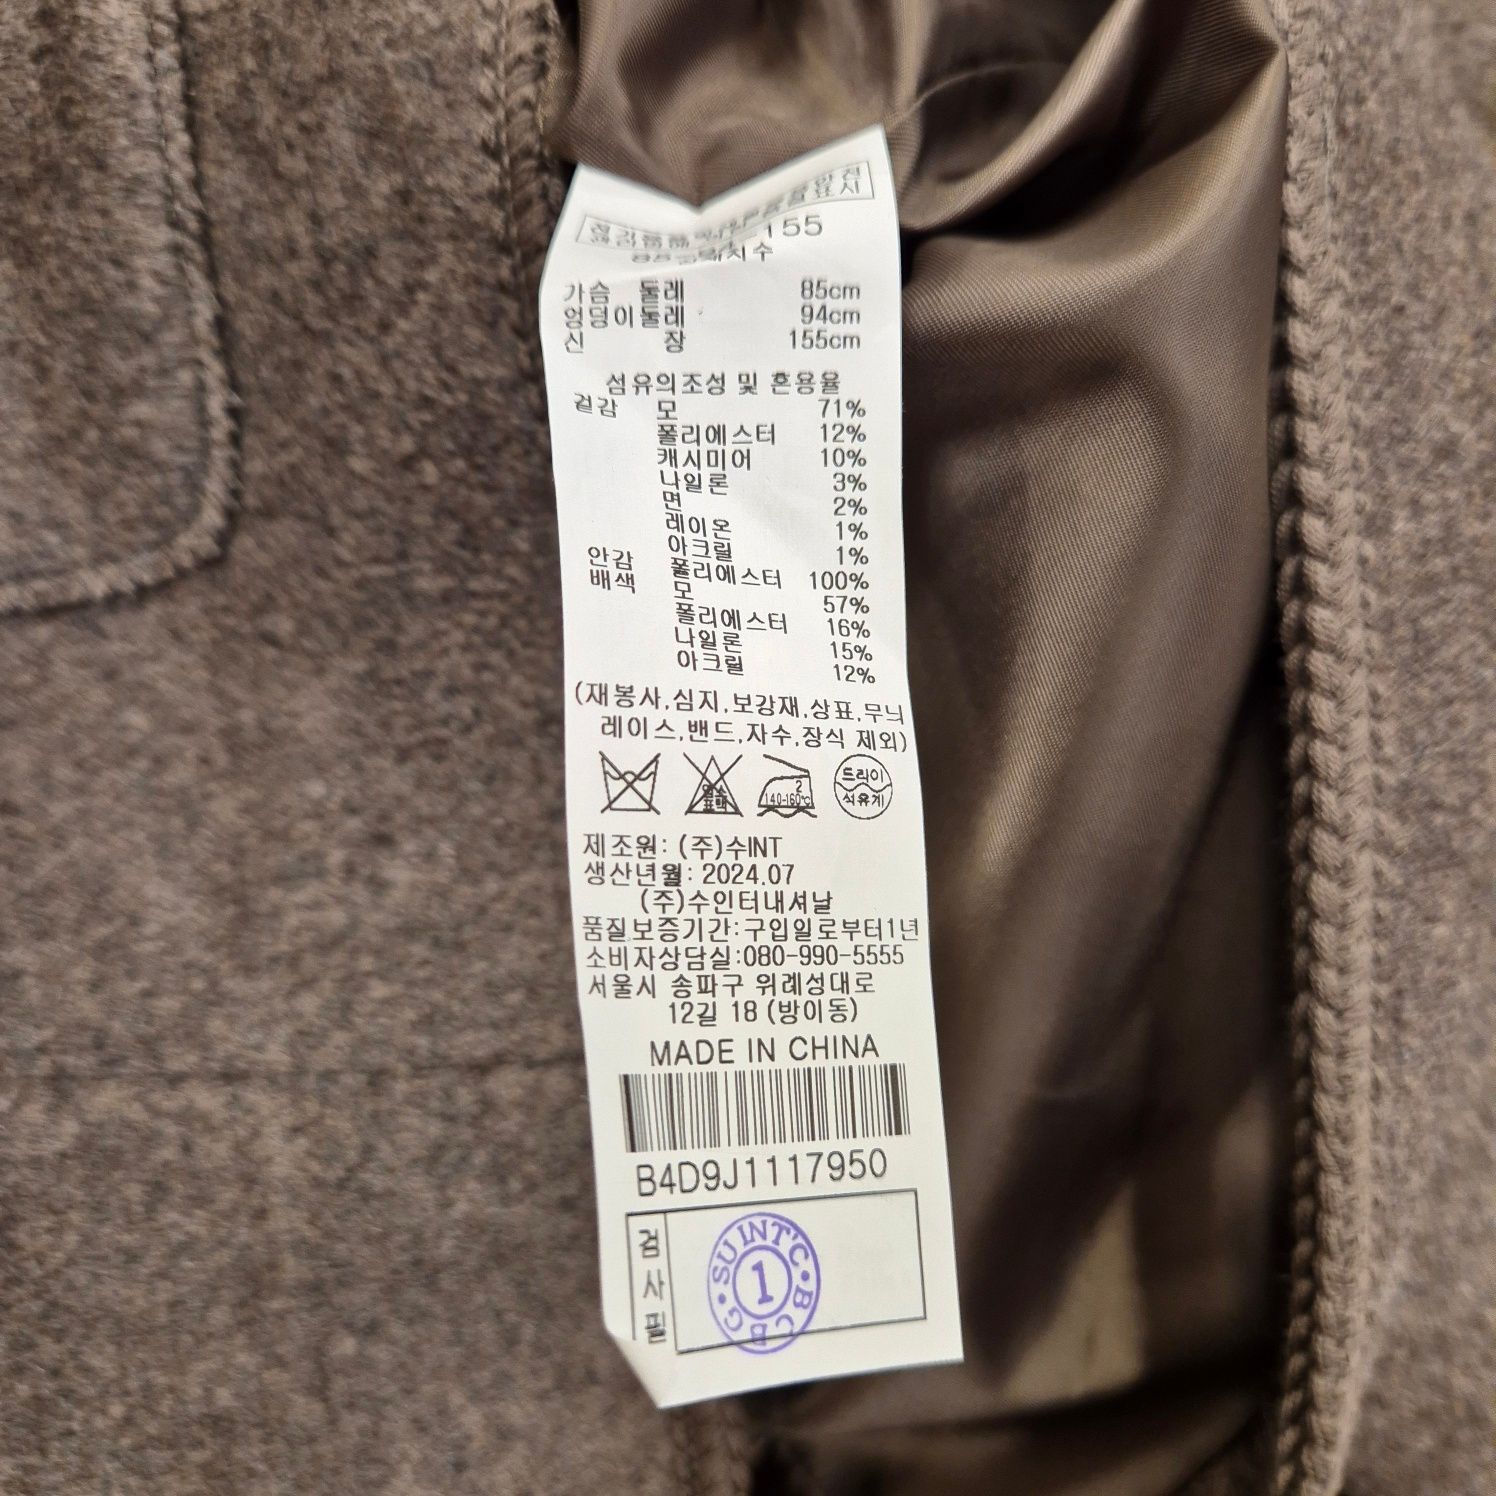 155
가슴 둘레 85cm
엉덩이둘레 94cm
신 장 155cm
섬유의조성 및 혼용율
겉감 모 71%
폴리에스터 12%
캐시미어 10%
나일론 3%
면 2%
레이온 1%
아크릴 1%
안감 폴리에스터 100%
배색 모 57%
폴리에스터 16%
나일론 15%
아크릴 12%
(재봉사,심지,보강재,상표,무늬
레이스,밴드,자수,장식 제외)
염소 표백
2
140-160℃
드라이
석유계
제조원: (주)수INT
생산년월: 2024.07
(주)수인터내셔날
품질보증기간:구입일로부터1년
소비자상담실:080-990-5555
서울시 송파구 위례성대로
12길 18 (방이동)
MADE IN CHINA
B4D9J1117950
검사필
SU INT'C • BCBG •
1